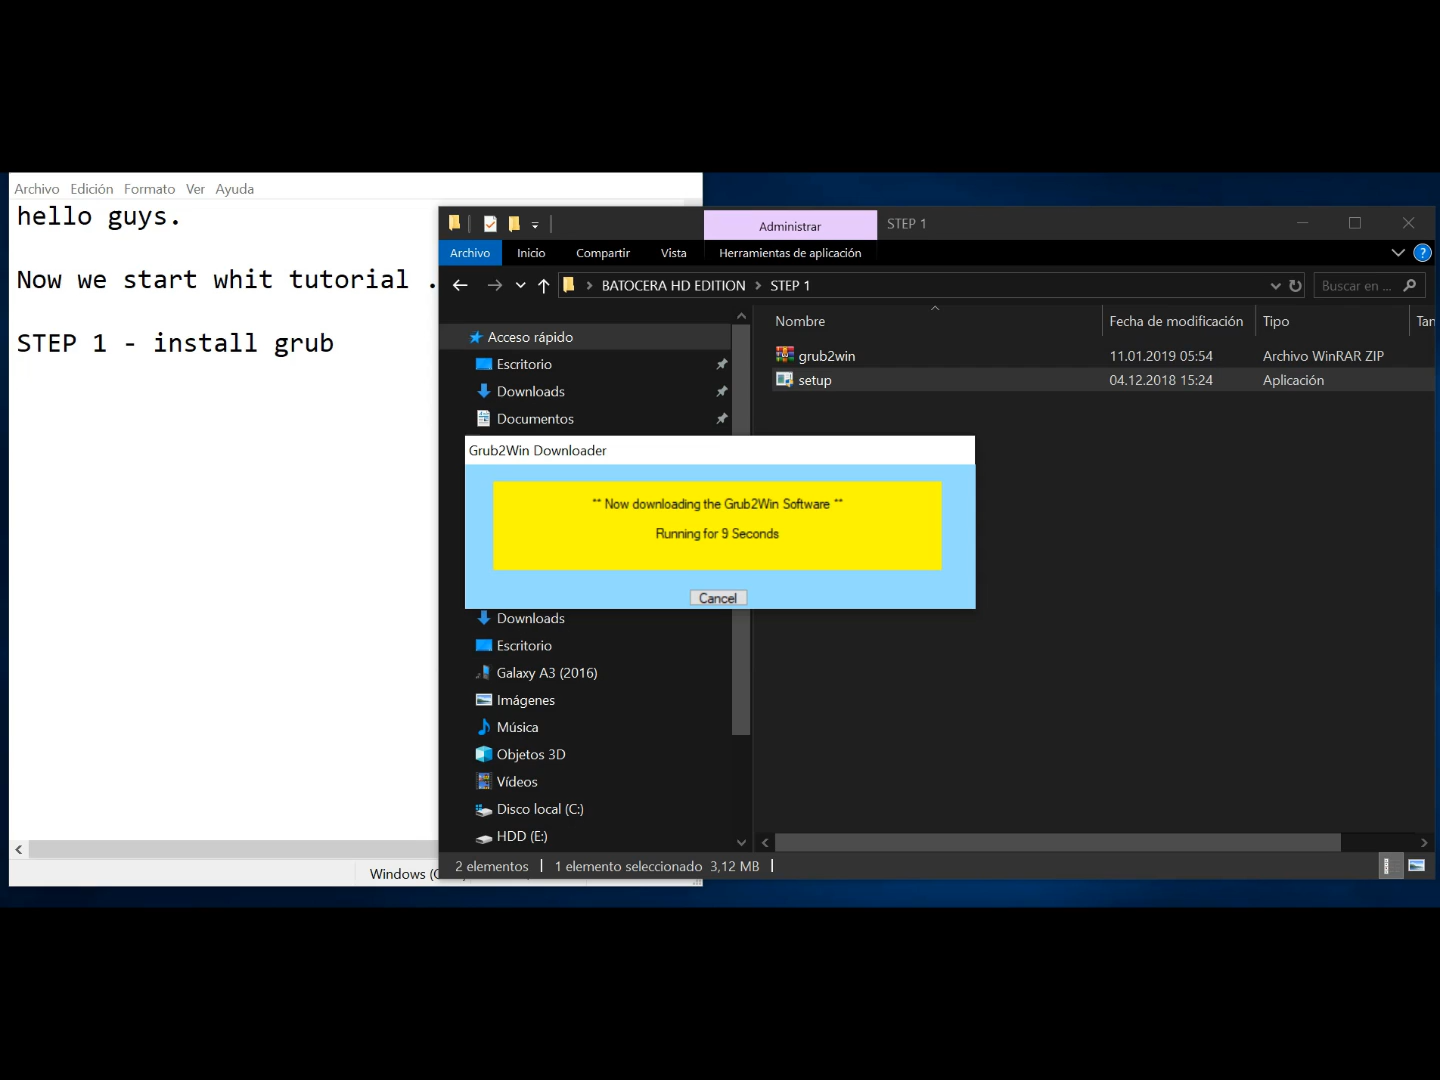 Archivo Edición Formato Ver Ayuda
hello guys.
Now we start whit tutorial .
STEP 1 - install grub
Windows (C
Administrar
STEP 1
Archivo Inicio Compartir Vista Herramientas de aplicación
BATOCERA HD EDITION > STEP 1
Buscar en ...
Acceso rápido
Escritorio
Downloads
Documentos
Nombre Fecha de modificación Tipo Tan
grub2win 11.01.2019 05:54 Archivo WinRAR ZIP
setup 04.12.2018 15:24 Aplicación
Grub2Win Downloader
** Now downloading the Grub2Win Software **
Running for 9 Seconds
Cancel
Downloads
Escritorio
Galaxy A3 (2016)
Imágenes
Música
Objetos 3D
Vídeos
Disco local (C:)
HDD (E:)
2 elementos 1 elemento seleccionado 3,12 MB